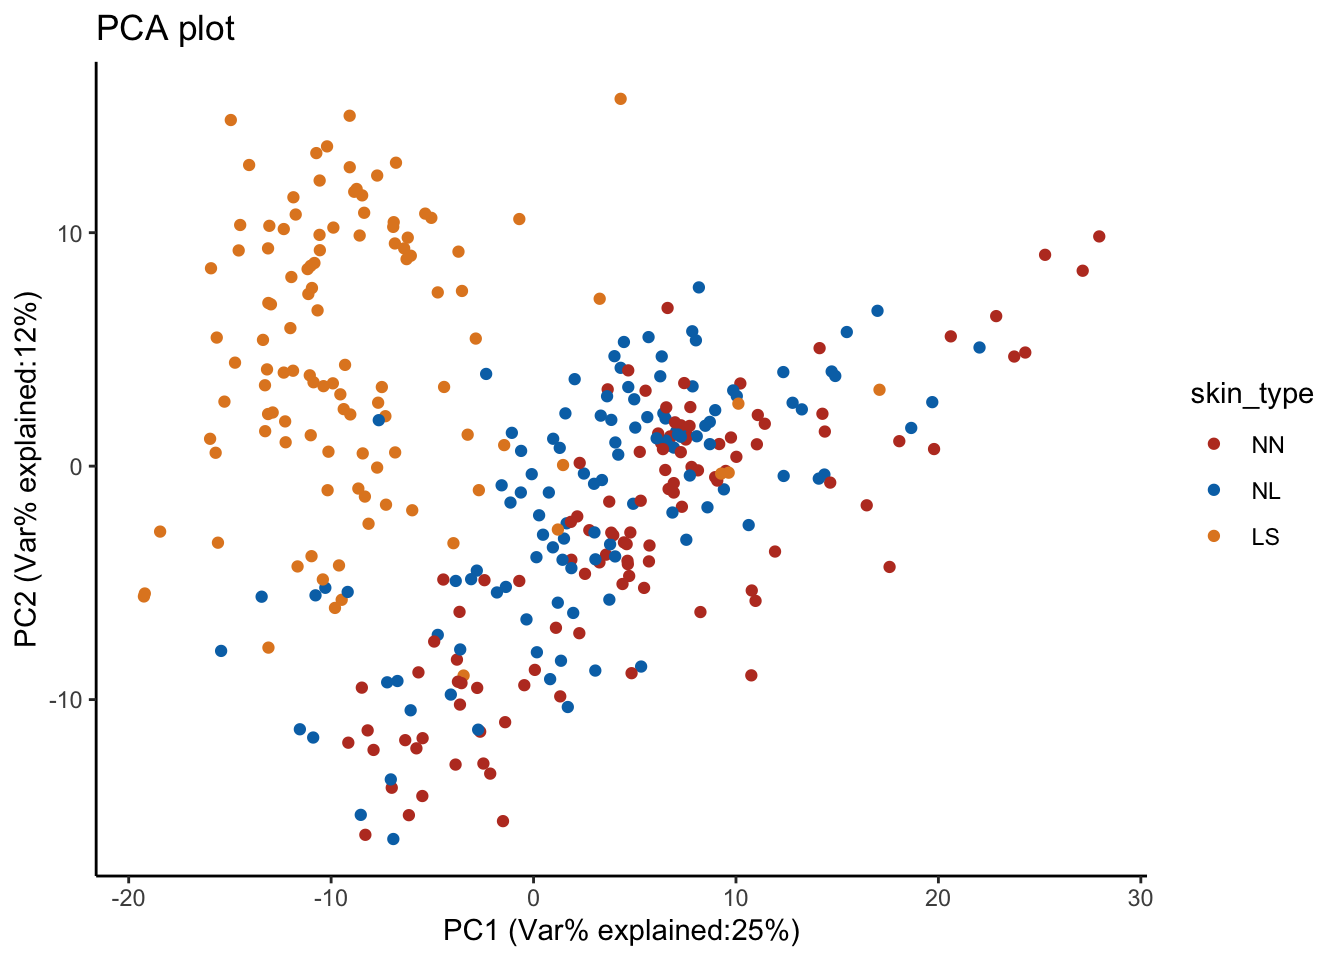 PCA plot
PC2 (Var% explained:12%)
10
0
-10
-20
-10
0
10
20
30
PC1 (Var% explained:25%)
skin_type
NN
NL
LS